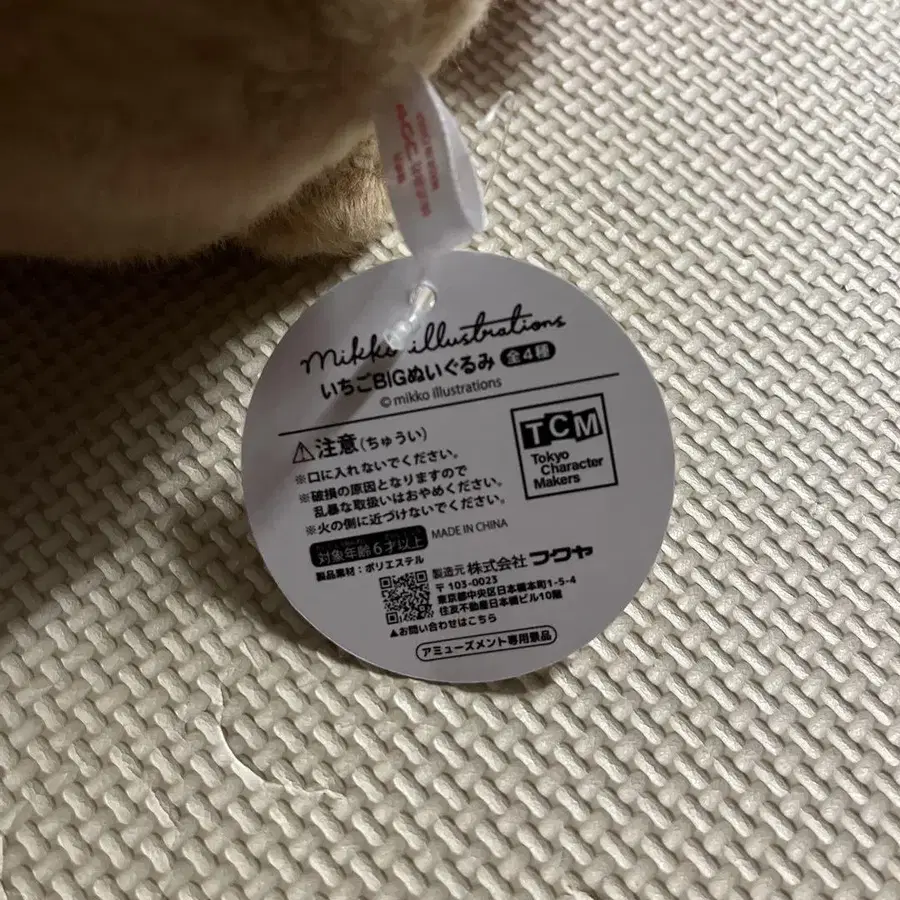 AGC
mikko illustrations
いちごBIGぬいぐるみ 全4種
© mikko illustrations
⚠注意(ちゅうい)
※口に入れないでください。
※破損の原因となりますので
乱暴な取扱いはおやめください。
※火の側に近づけないでください。
TCM
Tokyo
Character
Makers
対象年齢6才以上 MADE IN CHINA
製品素材：ポリエステル
製造元 株式会社 フクヤ
〒103-0023
東京都中央区日本橋本町1-5-4
住友不動産日本橋ビル10階
▲お問い合わせはこちら
アミューズメント専用景品